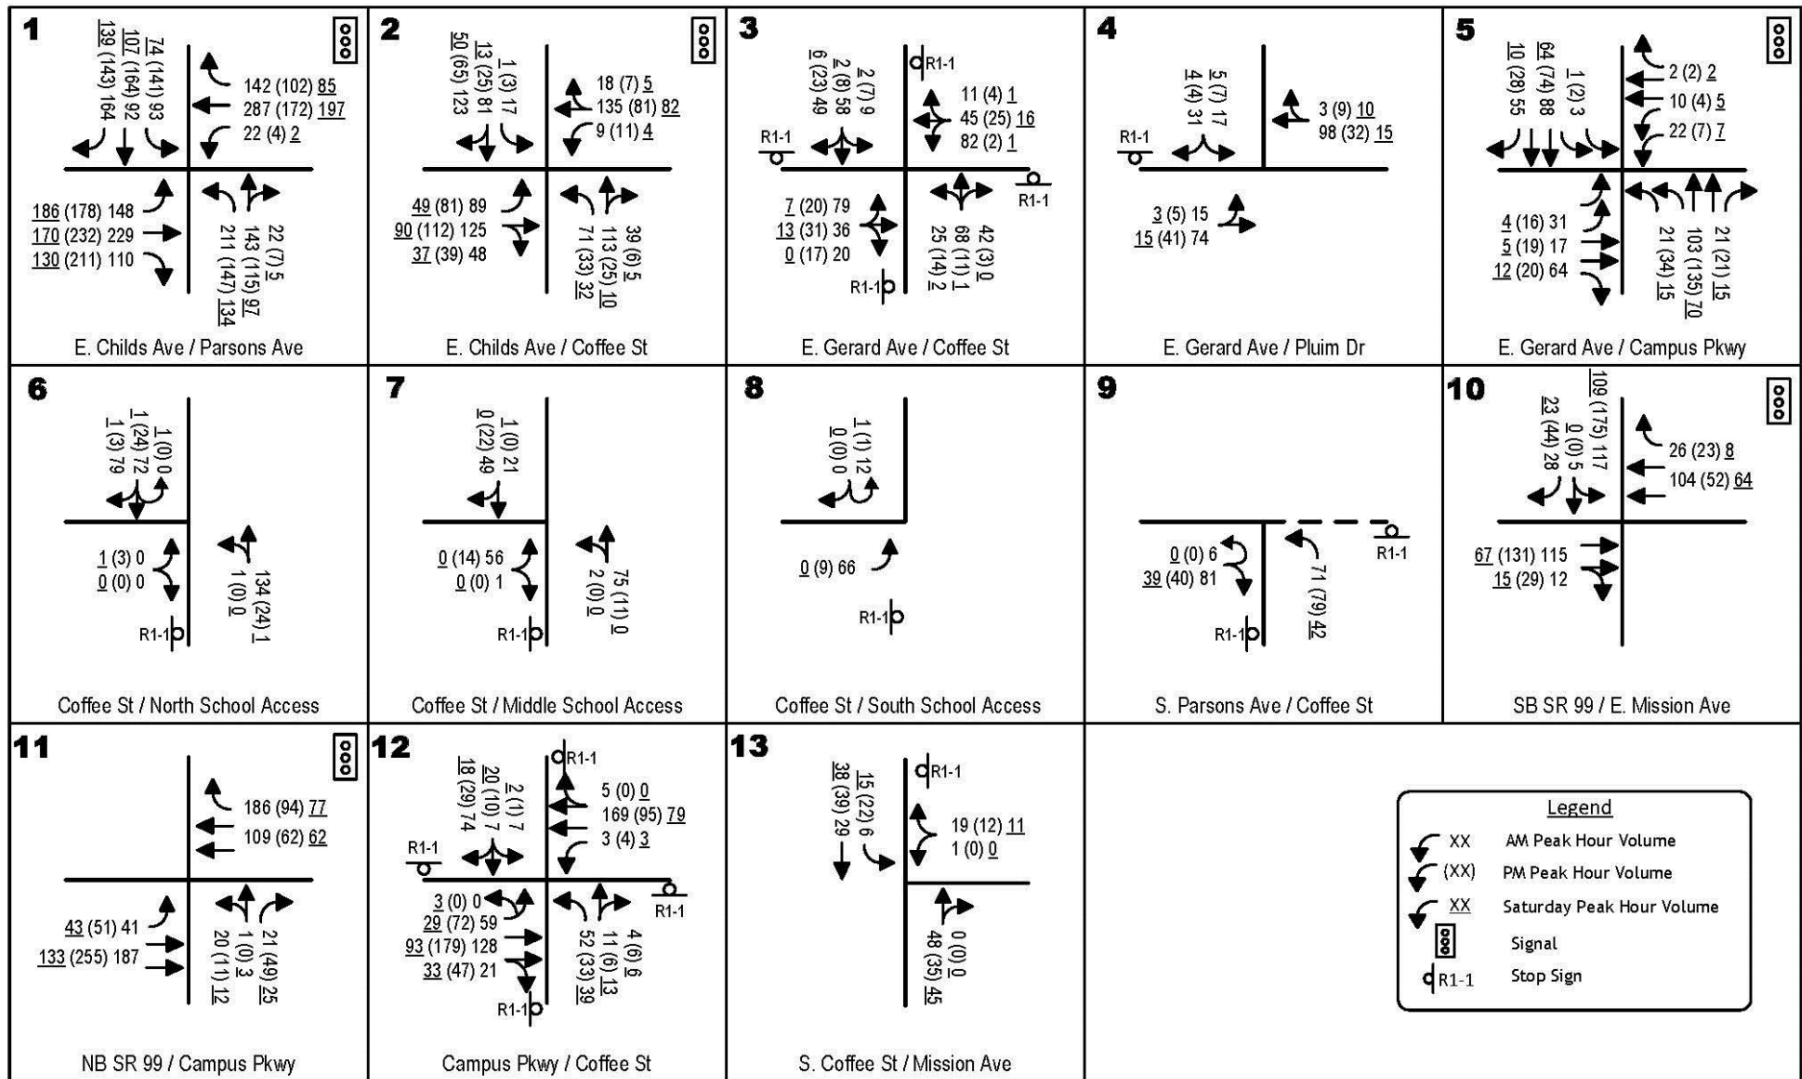 1
139 (143) 164
107 (164) 92
74 (141) 93
142 (102) 85
287 (172) 197
22 (4) 2
186 (178) 148
170 (232) 229
130 (211) 110
211 (147) 134
143 (115) 97
22 (7) 5
E. Childs Ave / Parsons Ave
2
50 (65) 123
13 (25) 81
1 (3) 17
18 (7) 5
135 (81) 82
9 (11) 4
49 (81) 89
90 (112) 125
37 (39) 48
71 (33) 32
113 (25) 10
39 (6) 5
E. Childs Ave / Coffee St
3
6 (23) 49
2 (8) 58
2 (7) 9
R1-1
11 (4) 1
45 (25) 16
82 (2) 1
R1-1
R1-1
7 (20) 79
13 (31) 36
0 (17) 20
R1-1
25 (14) 2
68 (11) 1
42 (3) 0
E. Gerard Ave / Coffee St
4
4 (4) 31
5 (7) 17
3 (9) 10
98 (32) 15
R1-1
3 (5) 15
15 (41) 74
E. Gerard Ave / Pluim Dr
5
10 (28) 55
64 (74) 88
1 (2) 3
2 (2) 2
10 (4) 5
22 (7) 7
4 (16) 31
5 (19) 17
12 (20) 64
21 (34) 15
103 (135) 70
21 (21) 15
E. Gerard Ave / Campus Pkwy
6
1 (3) 79
1 (24) 72
1 (0) 0
1 (3) 0
0 (0) 0
R1-1
1 (0) 0
134 (24) 1
Coffee St / North School Access
7
0 (22) 49
1 (0) 21
0 (14) 56
0 (0) 1
R1-1
2 (0) 0
75 (11) 0
Coffee St / Middle School Access
8
0 (0) 0
1 (1) 12
0 (9) 66
R1-1
Coffee St / South School Access
9
R1-1
0 (0) 6
39 (40) 81
R1-1
71 (79) 42
S. Parsons Ave / Coffee St
10
23 (44) 28
0 (0) 5
109 (175) 117
26 (23) 8
104 (52) 64
67 (131) 115
15 (29) 12
SB SR 99 / E. Mission Ave
11
186 (94) 77
109 (62) 62
43 (51) 41
133 (255) 187
20 (11) 12
1 (0) 3
21 (49) 25
NB SR 99 / Campus Pkwy
12
18 (29) 74
20 (10) 7
2 (1) 7
R1-1
5 (0) 0
169 (95) 79
3 (4) 3
R1-1
R1-1
3 (0) 0
29 (72) 59
93 (179) 128
33 (47) 21
R1-1
52 (33) 39
11 (6) 13
4 (6) 6
Campus Pkwy / Coffee St
13
38 (39) 29
15 (22) 6
R1-1
19 (12) 11
1 (0) 0
48 (35) 45
0 (0) 0
S. Coffee St / Mission Ave
Legend
XX AM Peak Hour Volume
(XX) PM Peak Hour Volume
XX Saturday Peak Hour Volume
Signal
R1-1 Stop Sign